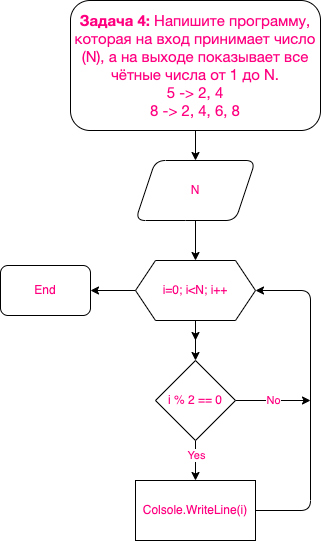 Задача 4: Напишите программу,
которая на вход принимает число
(N), а на выходе показывает все
чётные числа от 1 до N.
5 -> 2, 4
8 -> 2, 4, 6, 8
N
End
i=0; i<N; i++
i % 2 == 0
No
Yes
Colsole.WriteLine(i)